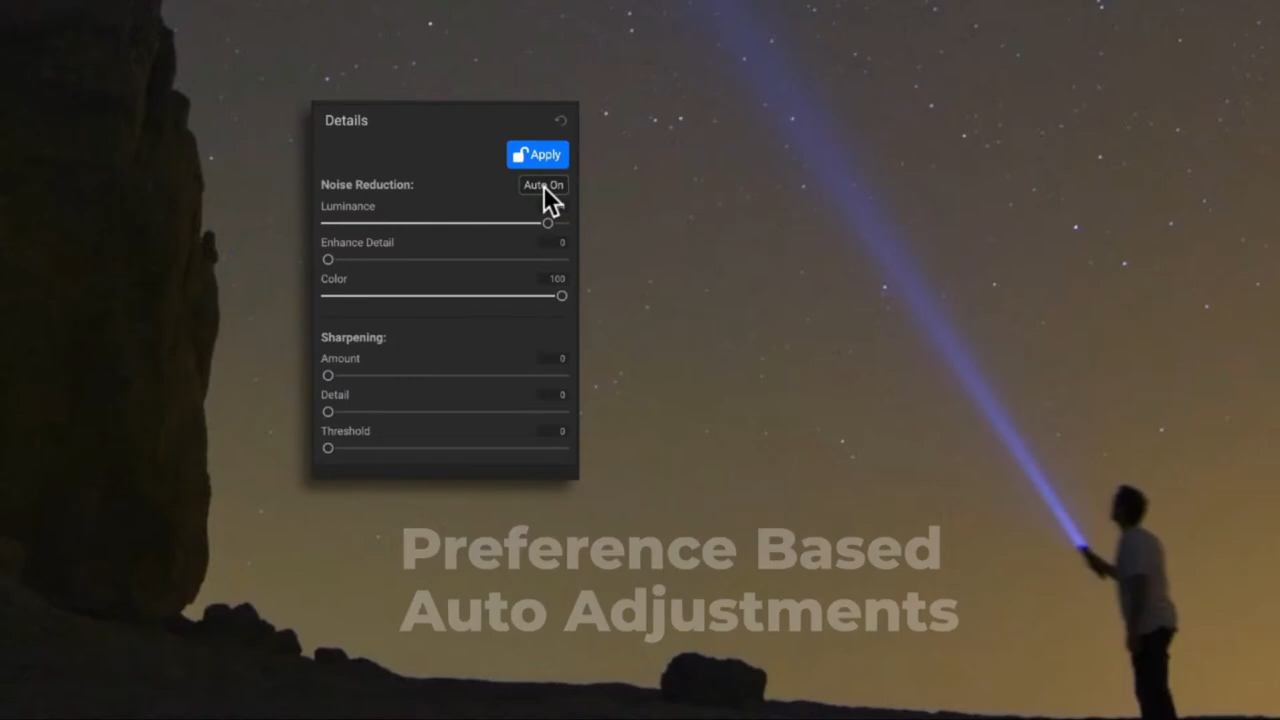 Details
Apply
Noise Reduction:
Auto On
Luminance
Enhance Detail
0
Color
100
Sharpening:
Amount
0
Detail
0
Threshold
0
Preference Based
Auto Adjustments